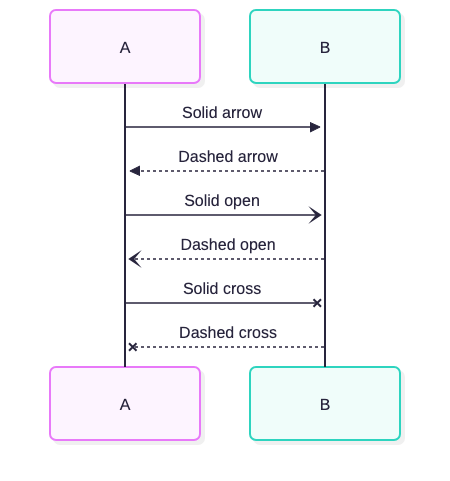 A
B
Solid arrow
Dashed arrow
Solid open
Dashed open
Solid cross
Dashed cross
A
B